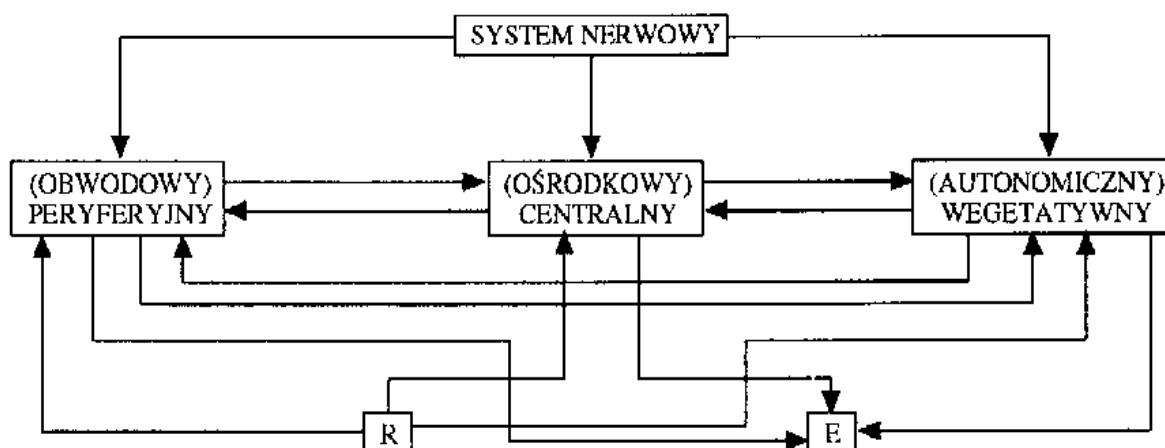 SYSTEM NERWOWY
(OBWODOWY)
PERYFERYJNY
(OŚRODKOWY)
CENTRALNY
(AUTONOMICZNY)
WEGETATYWNY
R
E